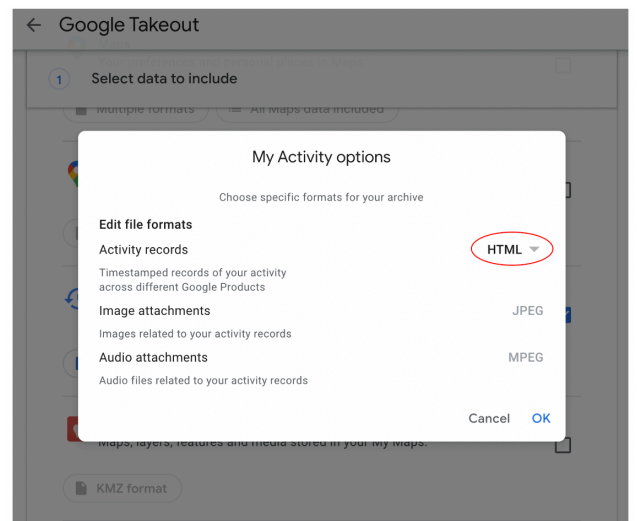 Google Takeout
1 Select data to include
Multiple formats All Maps data included
My Activity options
Choose specific formats for your archive
Edit file formats
Activity records HTML
Timestamped records of your activity
across different Google Products
Image attachments JPEG
Images related to your activity records
Audio attachments MPEG
Audio files related to your activity records
Cancel OK
Maps, layers, features and media stored in your My Maps.
KMZ format